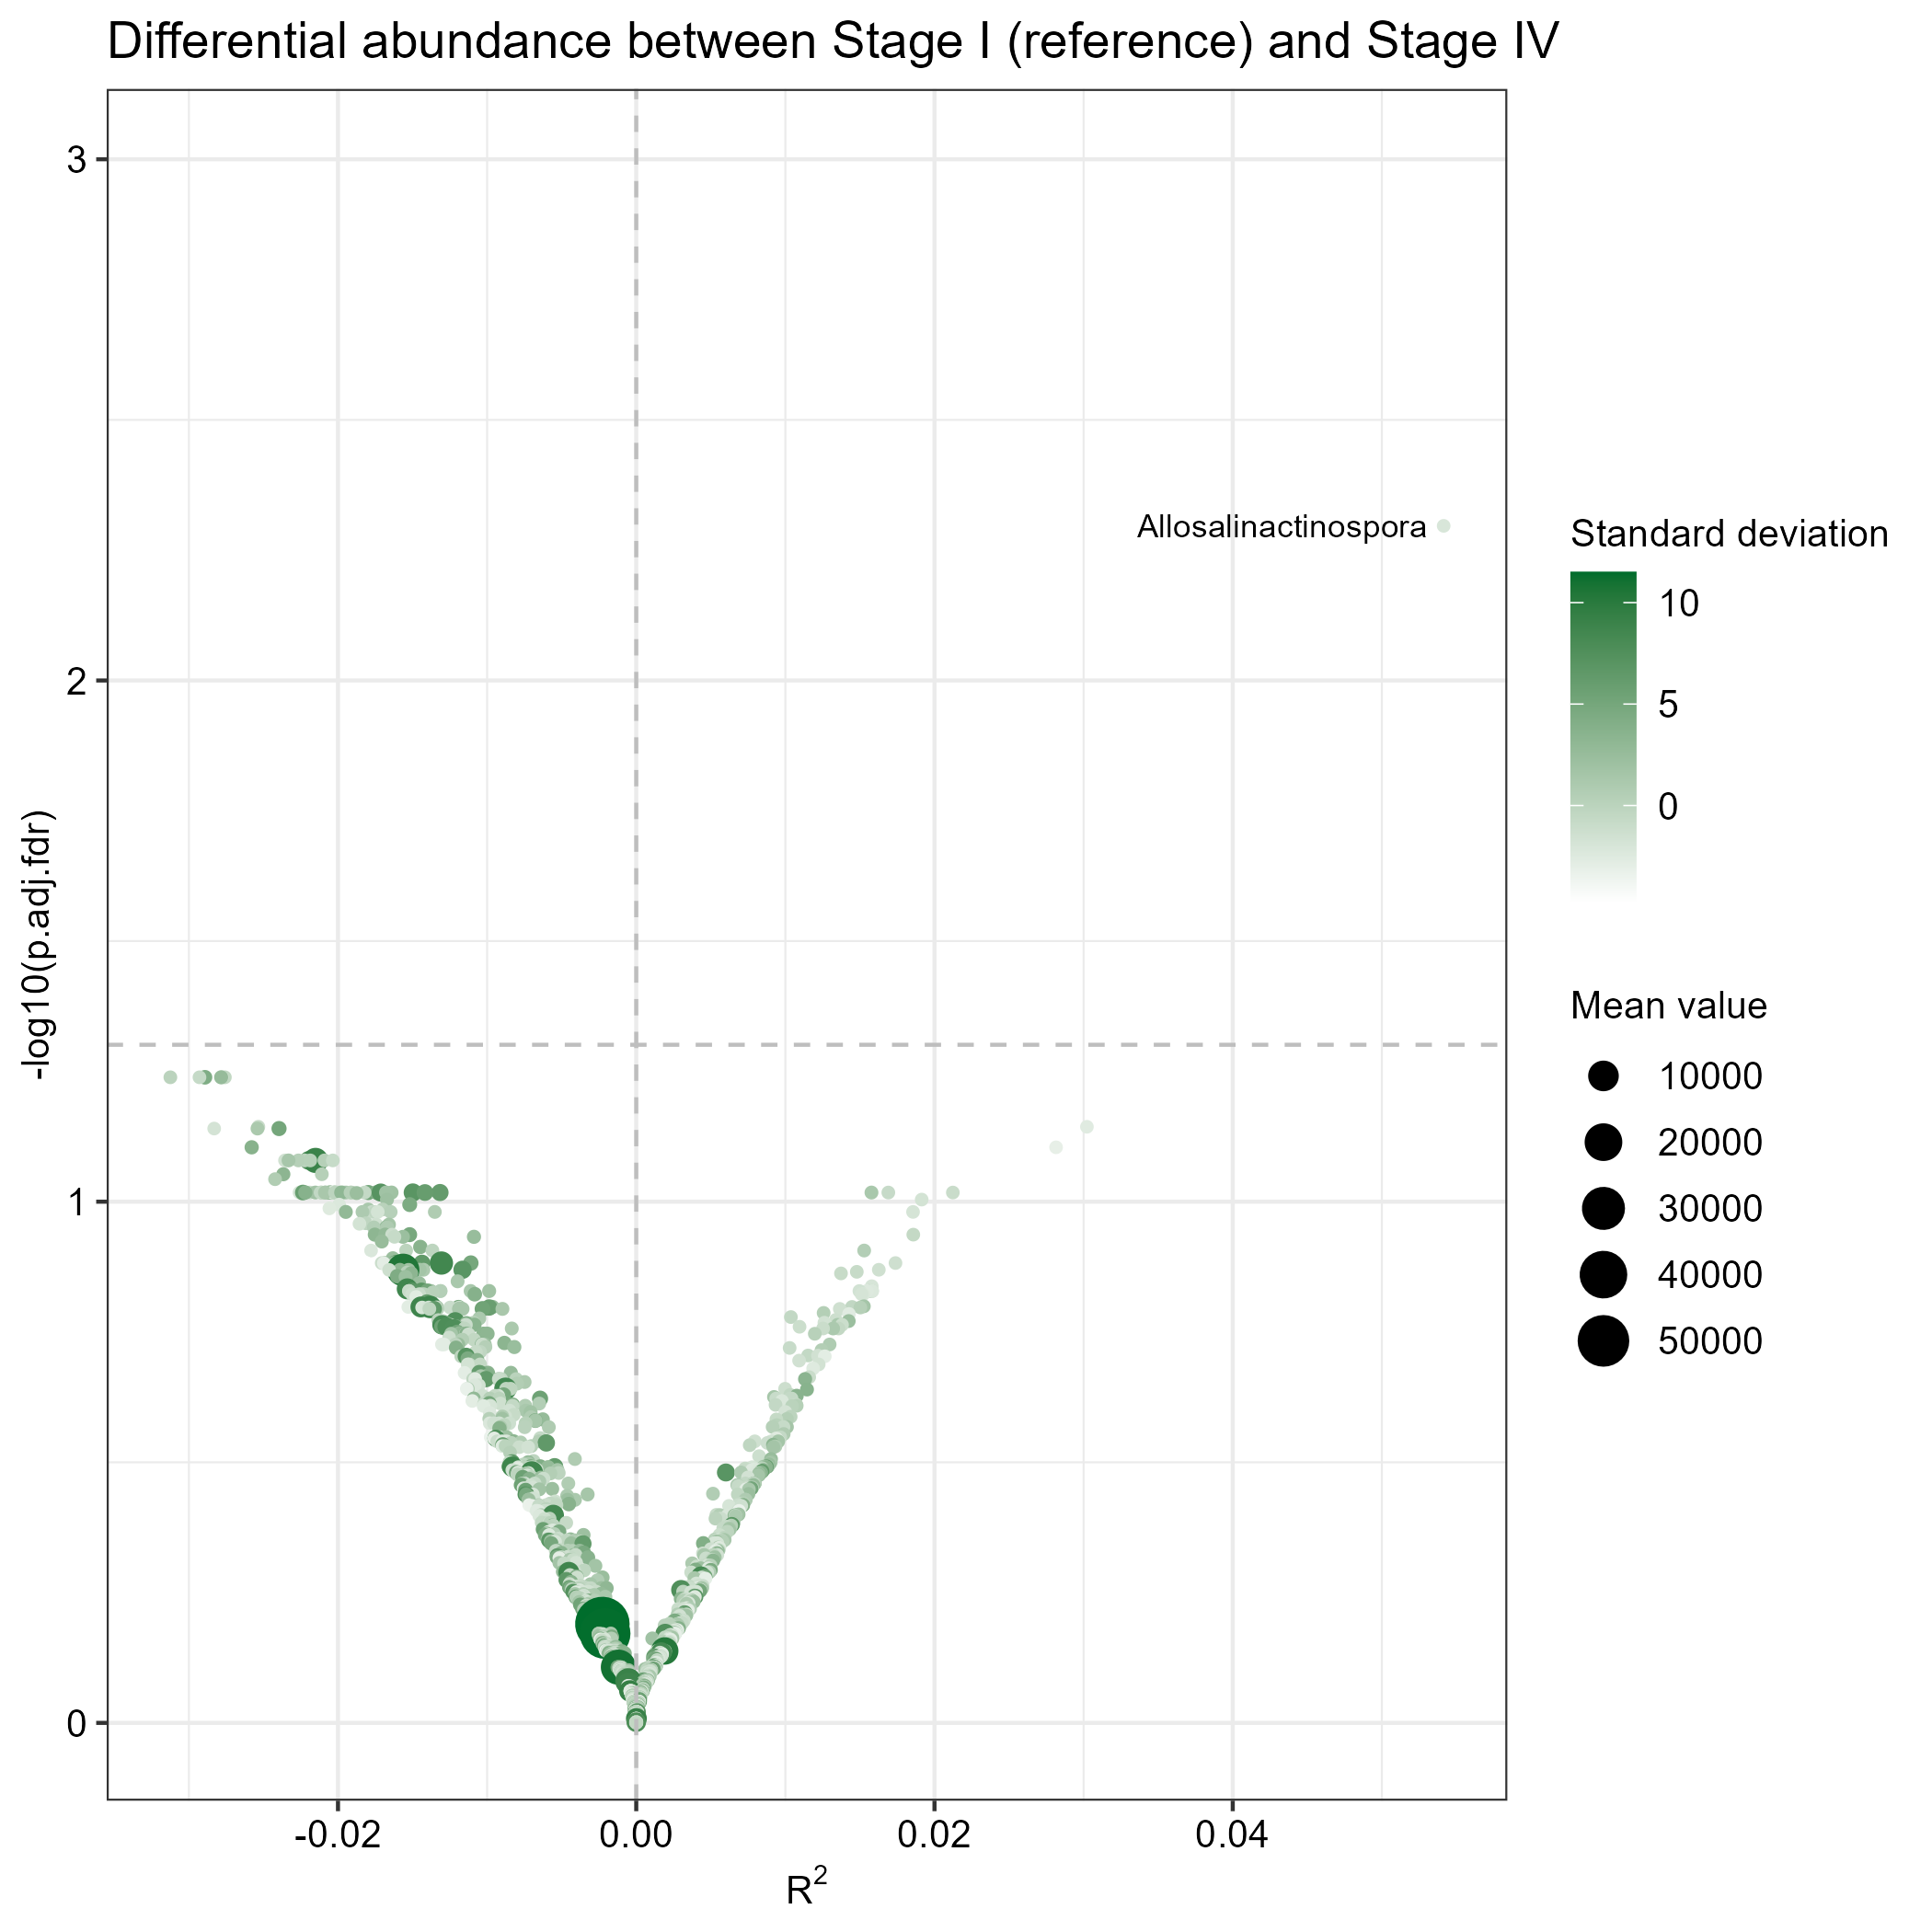 Differential abundance between Stage I (reference) and Stage IV
3
2
1
0
-log10(p.adj.fdr)
Allosalinactinospora
-0.02
0.00
0.02
0.04
R²
Standard deviation
10
5
0
Mean value
10000
20000
30000
40000
50000